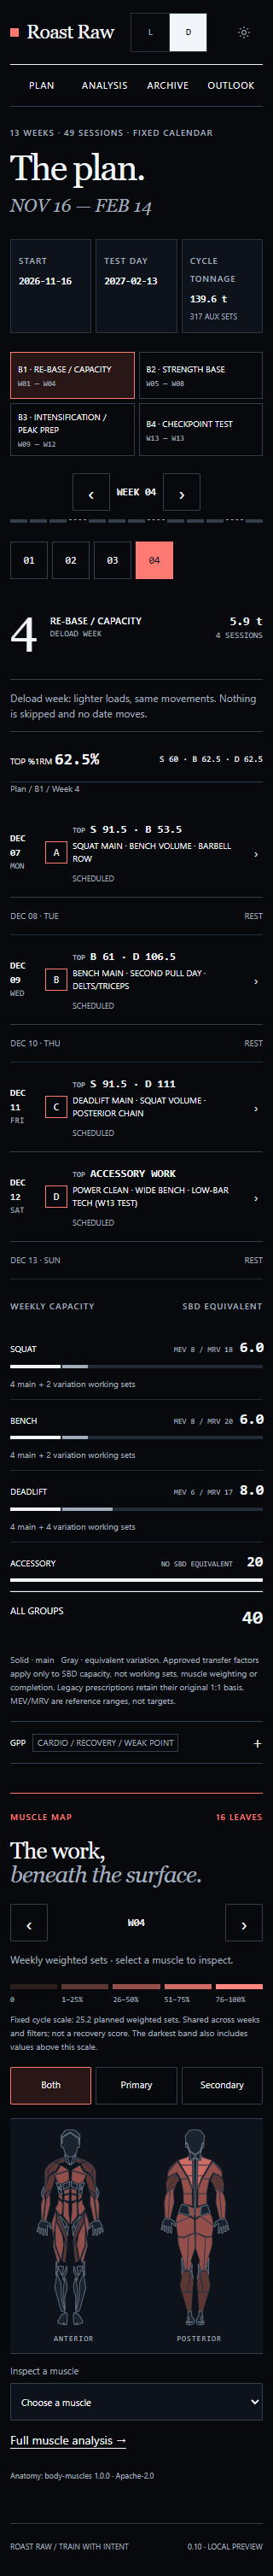 Roast Raw
L
D
PLAN
ANALYSIS
ARCHIVE
OUTLOOK
13 WEEKS · 49 SESSIONS · FIXED CALENDAR
The plan.
NOV 16 — FEB 14
START
2026-11-16
TEST DAY
2027-02-13
CYCLE
TONNAGE
139.6 t
317 AUX SETS
B1 · RE-BASE / CAPACITY
W01 — W04
B2 · STRENGTH BASE
W05 — W08
B3 · INTENSIFICATION /
PEAK PREP
W09 — W12
B4 · CHECKPOINT TEST
W13 — W13
‹
WEEK 04
›
01
02
03
04
4
RE-BASE / CAPACITY
DELOAD WEEK
5.9 t
4 SESSIONS
Deload week: lighter loads, same movements. Nothing
is skipped and no date moves.
TOP %1RM 62.5%
S 60 · B 62.5 · D 62.5
Plan / B1 / Week 4
DEC
07
MON
A
TOP S 91.5 · B 53.5
SQUAT MAIN · BENCH VOLUME · BARBELL
ROW
SCHEDULED
›
DEC 08 · TUE
REST
DEC
09
WED
B
TOP B 61 · D 106.5
BENCH MAIN · SECOND PULL DAY ·
DELTS/TRICEPS
SCHEDULED
›
DEC 10 · THU
REST
DEC
11
FRI
C
TOP S 91.5 · D 111
DEADLIFT MAIN · SQUAT VOLUME ·
POSTERIOR CHAIN
SCHEDULED
›
DEC
12
SAT
D
TOP ACCESSORY WORK
POWER CLEAN · WIDE BENCH · LOW-BAR
TECH (W13 TEST)
SCHEDULED
›
DEC 13 · SUN
REST
WEEKLY CAPACITY
SBD EQUIVALENT
SQUAT
MEV 8 / MRV 18 6.0
4 main + 2 variation working sets
BENCH
MEV 8 / MRV 20 6.0
4 main + 2 variation working sets
DEADLIFT
MEV 6 / MRV 17 8.0
4 main + 4 variation working sets
ACCESSORY
NO SBD EQUIVALENT 20
ALL GROUPS
40
Solid · main Gray · equivalent variation. Approved transfer factors
apply only to SBD capacity, not working sets, muscle weighting or
completion. Legacy prescriptions retain their original 1:1 basis.
MEV/MRV are reference ranges, not targets.
GPP
CARDIO / RECOVERY / WEAK POINT
+
MUSCLE MAP
16 LEAVES
The work,
beneath the surface.
‹
W04
›
Weekly weighted sets · select a muscle to inspect.
0
1–25%
26–50%
51–75%
76–100%
Fixed cycle scale: 25.2 planned weighted sets. Shared across weeks
and filters; not a recovery score. The darkest band also includes
values above this scale.
Both
Primary
Secondary
ANTERIOR
POSTERIOR
Inspect a muscle
Choose a muscle
Full muscle analysis →
Anatomy: body-muscles 1.0.0 · Apache-2.0
ROAST RAW / TRAIN WITH INTENT
0.10 · LOCAL PREVIEW